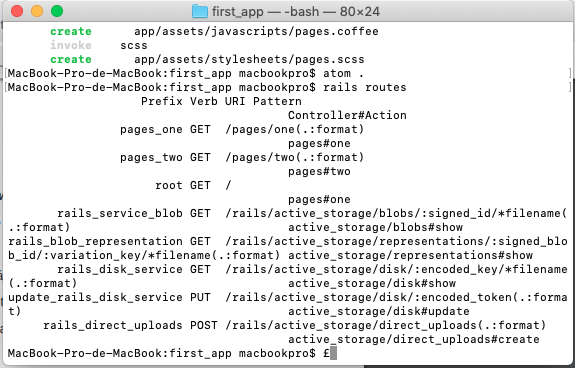 first_app — -bash — 80×24
create app/assets/javascripts/pages.coffee
invoke scss
create app/assets/stylesheets/pages.scss
[MacBook-Pro-de-MacBook:first_app macbookpro$ atom . ]
[MacBook-Pro-de-MacBook:first_app macbookpro$ rails routes ]
Prefix Verb URI Pattern
Controller#Action
pages_one GET /pages/one(.:format)
pages#one
pages_two GET /pages/two(.:format)
pages#two
root GET /
pages#one
rails_service_blob GET /rails/active_storage/blobs/:signed_id/*filename(
.:format) active_storage/blobs#show
rails_blob_representation GET /rails/active_storage/representations/:signed_blo
b_id/:variation_key/*filename(.:format) active_storage/representations#show
rails_disk_service GET /rails/active_storage/disk/:encoded_key/*filename
(.:format) active_storage/disk#show
update_rails_disk_service PUT /rails/active_storage/disk/:encoded_token(.:forma
t) active_storage/disk#update
rails_direct_uploads POST /rails/active_storage/direct_uploads(.:format)
active_storage/direct_uploads#create
MacBook-Pro-de-MacBook:first_app macbookpro$ £